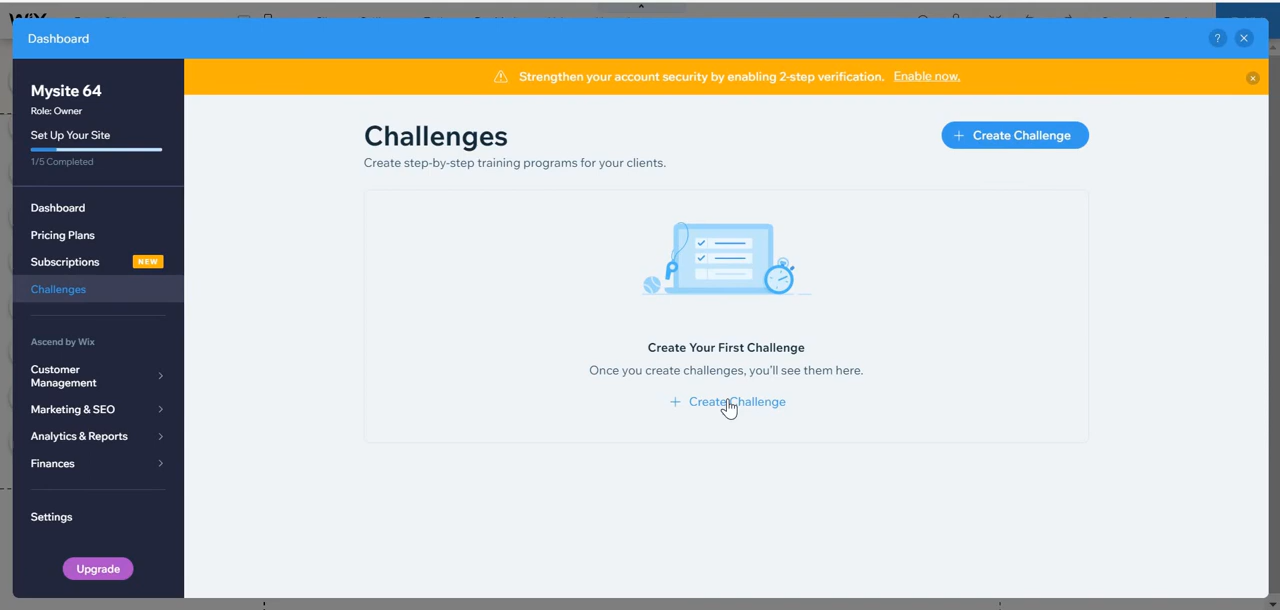 WiX
Dashboard
?
Mysite 64
Role: Owner
Set Up Your Site
1/5 Completed
Dashboard
Pricing Plans
Subscriptions NEW
Challenges
Ascend by Wix
Customer
Management
Marketing & SEO
Analytics & Reports
Finances
Settings
Upgrade
Strengthen your account security by enabling 2-step verification. Enable now.
Challenges
Create step-by-step training programs for your clients.
+ Create Challenge
Create Your First Challenge
Once you create challenges, you'll see them here.
+ Create Challenge